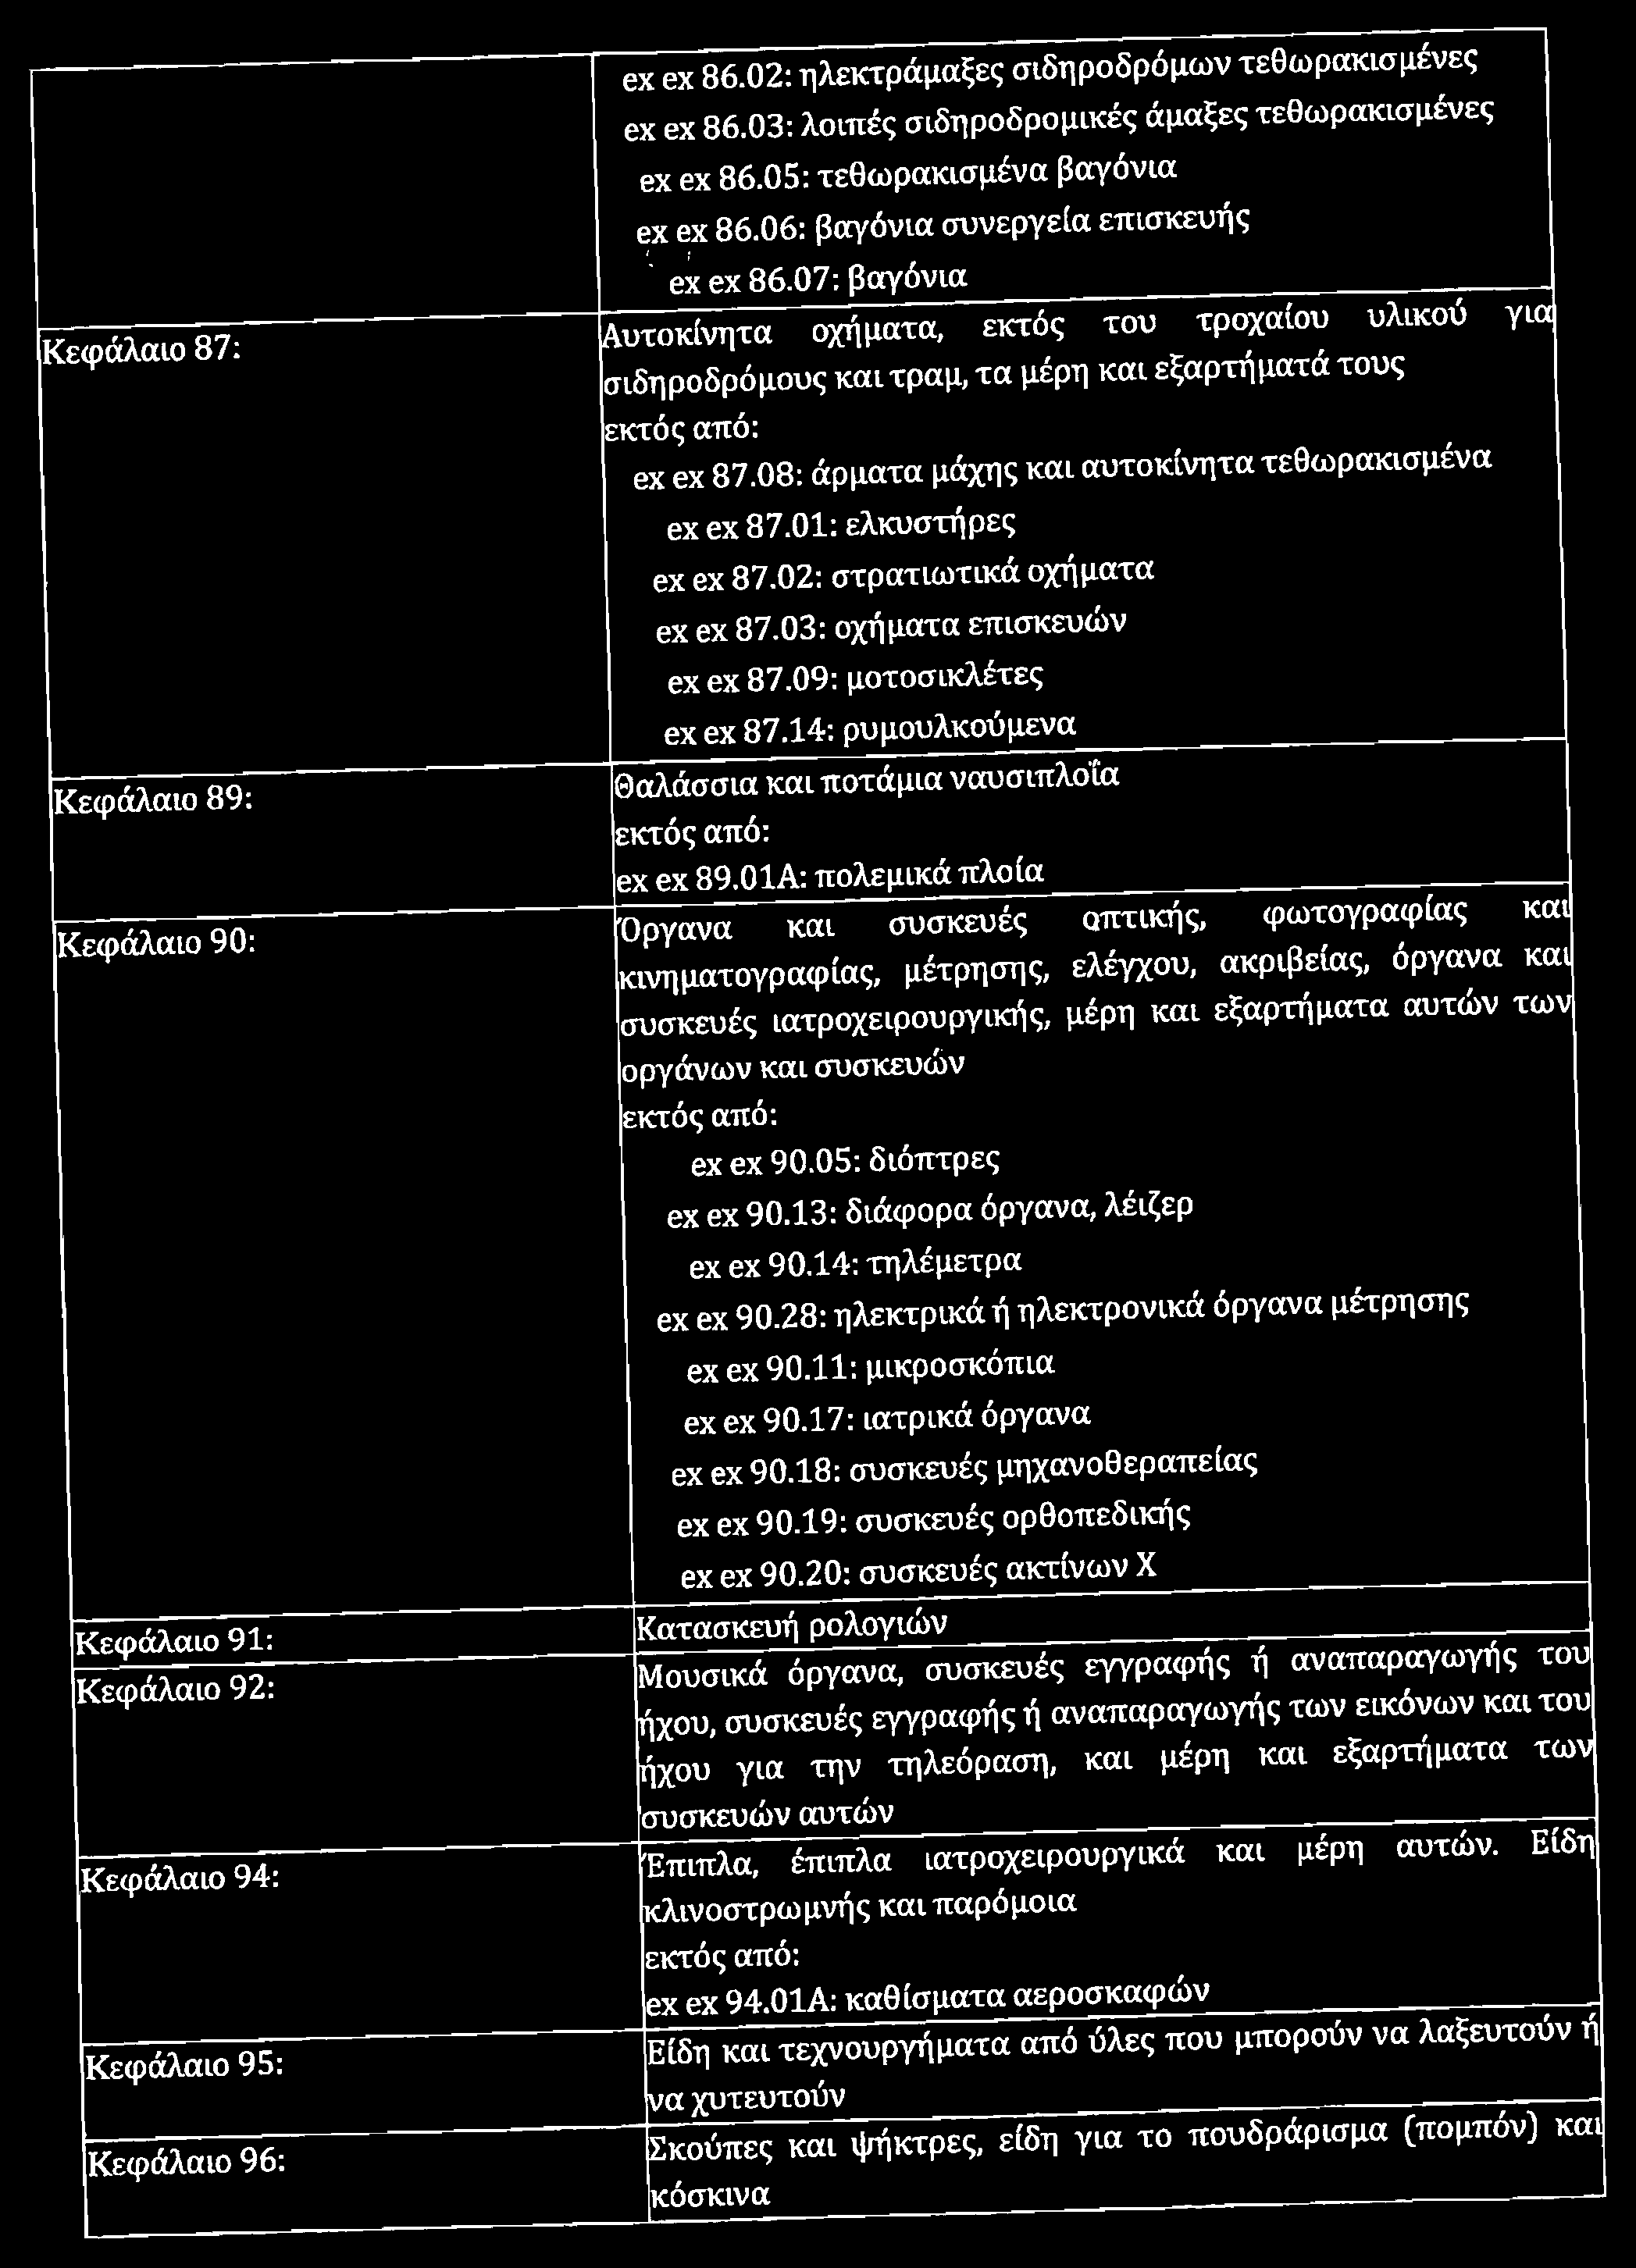 ex ex 86.02: ηλεκτράμαξες σιδηροδρόμων τεθωρακισμένες
ex ex 86.03: λοιπές σιδηροδρομικές άμαξες τεθωρακισμένες
ex ex 86.05: τεθωρακισμένα βαγόνια
ex ex 86.06: βαγόνια συνεργεία επισκευής
ex ex 86.07: βαγόνια
Κεφάλαιο 87:
Αυτοκίνητα οχήματα, εκτός του τροχαίου υλικού για
σιδηροδρόμους και τραμ, τα μέρη και εξαρτήματά τους
εκτός από:
ex ex 87.08: άρματα μάχης και αυτοκίνητα τεθωρακισμένα
ex ex 87.01: ελκυστήρες
ex ex 87.02: στρατιωτικά οχήματα
ex ex 87.03: οχήματα επισκευών
ex ex 87.09: μοτοσικλέτες
ex ex 87.14: ρυμουλκούμενα
Κεφάλαιο 89:
Θαλάσσια και ποτάμια ναυσιπλοΐα
εκτός από:
ex ex 89.01A: πολεμικά πλοία
Κεφάλαιο 90:
Όργανα και συσκευές οπτικής, φωτογραφίας και
κινηματογραφίας, μέτρησης, ελέγχου, ακριβείας, όργανα και
συσκευές ιατροχειρουργικής, μέρη και εξαρτήματα αυτών των
οργάνων και συσκευών
εκτός από:
ex ex 90.05: διόπτρες
ex ex 90.13: διάφορα όργανα, λέιζερ
ex ex 90.14: τηλέμετρα
ex ex 90.28: ηλεκτρικά ή ηλεκτρονικά όργανα μέτρησης
ex ex 90.11: μικροσκόπια
ex ex 90.17: ιατρικά όργανα
ex ex 90.18: συσκευές μηχανοθεραπείας
ex ex 90.19: συσκευές ορθοπεδικής
ex ex 90.20: συσκευές ακτίνων Χ
Κεφάλαιο 91:
Κατασκευή ρολογιών
Κεφάλαιο 92:
Μουσικά όργανα, συσκευές εγγραφής ή αναπαραγωγής του
ήχου, συσκευές εγγραφής ή αναπαραγωγής των εικόνων και του
ήχου για την τηλεόραση, και μέρη και εξαρτήματα των
συσκευών αυτών
Κεφάλαιο 94:
Έπιπλα, έπιπλα ιατροχειρουργικά και μέρη αυτών. Είδη
κλινοστρωμνής και παρόμοια
εκτός από:
ex ex 94.01A: καθίσματα αεροσκαφών
Κεφάλαιο 95:
Είδη και τεχνουργήματα από ύλες που μπορούν να λαξευτούν ή
να χυτευτούν
Κεφάλαιο 96:
Σκούπες και ψήκτρες, είδη για το πουδράρισμα (πομπόν) και
κόσκινα